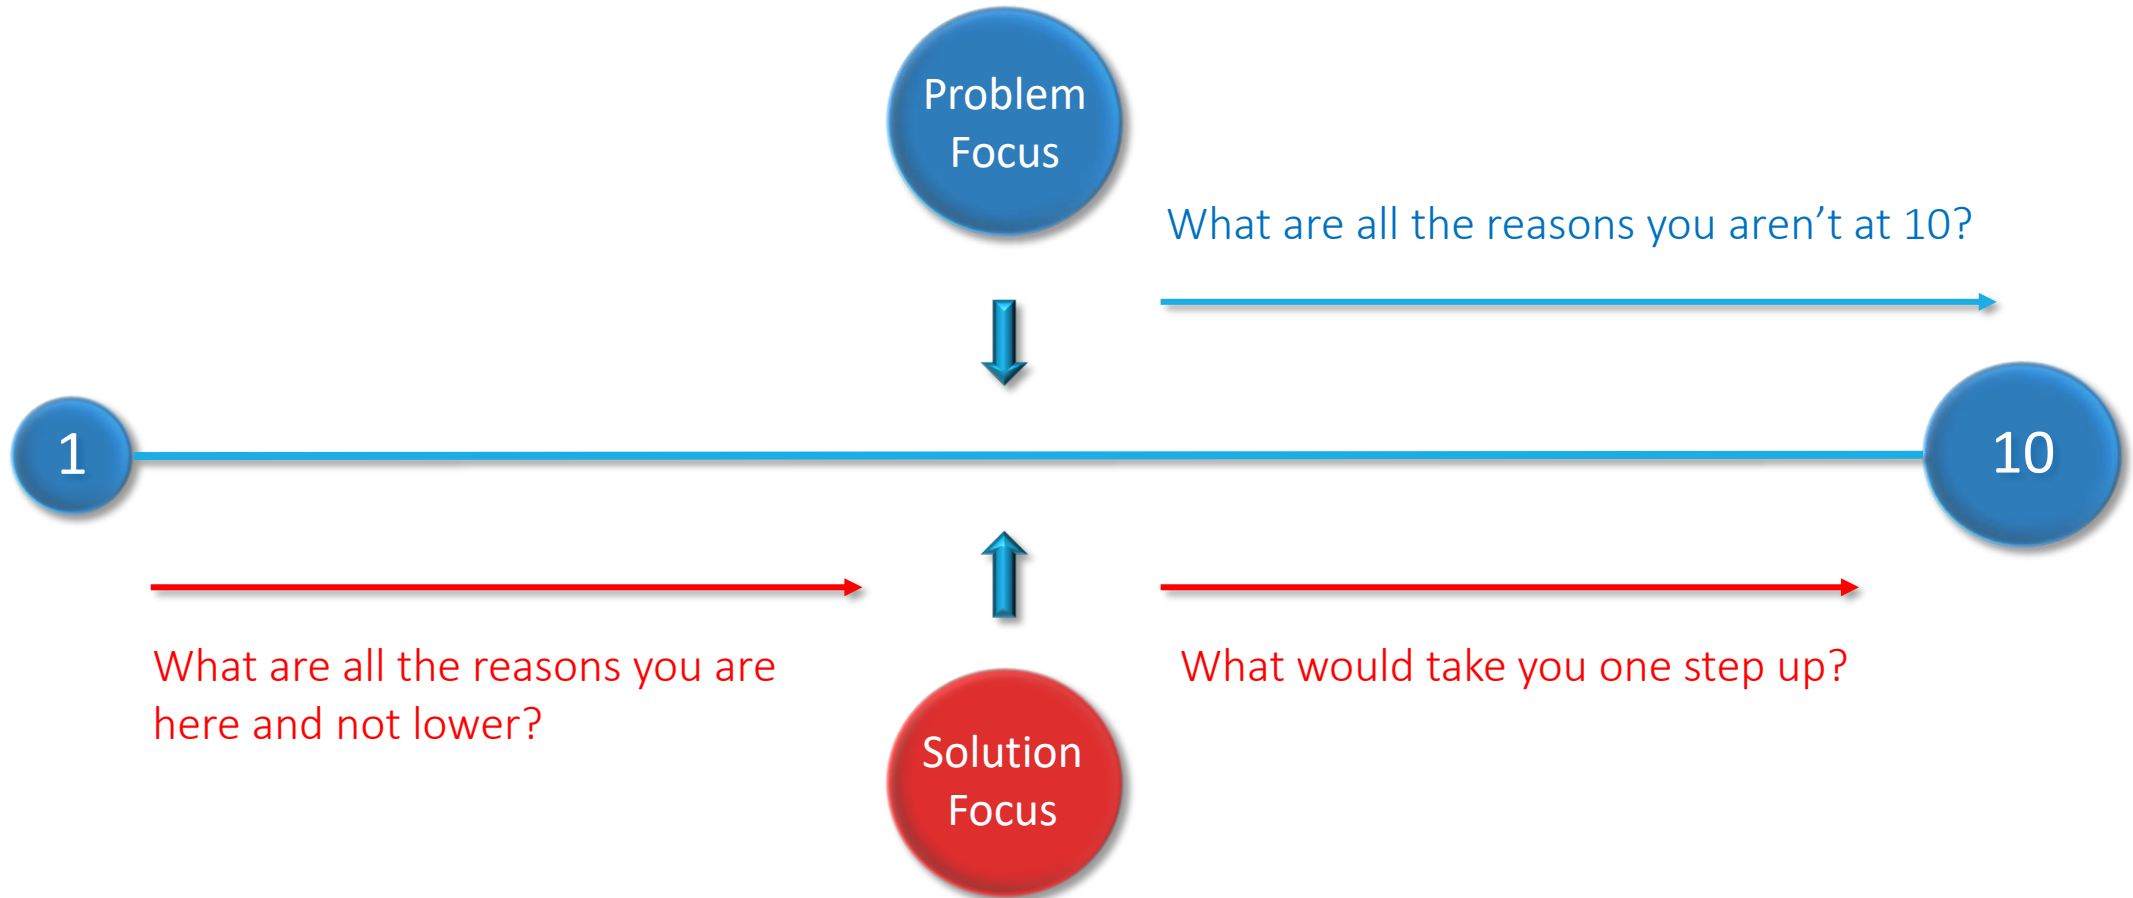 Problem
Focus
What are all the reasons you aren’t at 10?
1
10
What are all the reasons you are
here and not lower?
What would take you one step up?
Solution
Focus